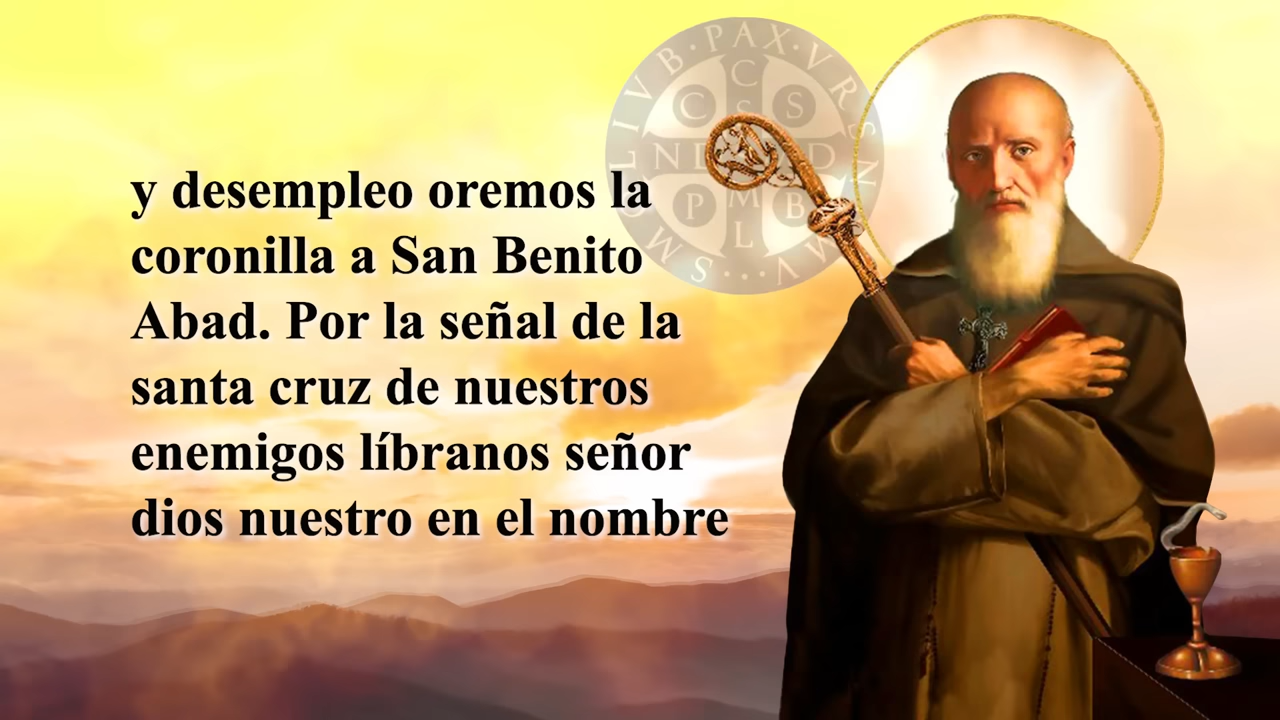 y desempleo oremos la
coronilla a San Benito
Abad. Por la señal de la
santa cruz de nuestros
enemigos líbranos señor
dios nuestro en el nombre
PAX
C S
N D
P B
M
L